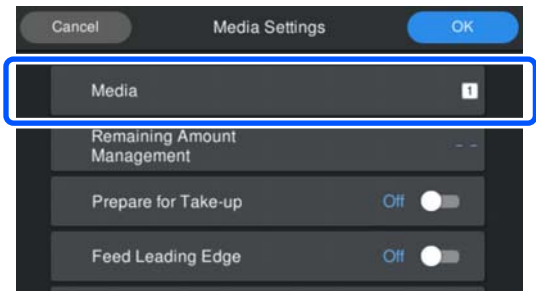 Cancel Media Settings OK
Media 1
Remaining Amount
Management - -
Prepare for Take-up Off
Feed Leading Edge Off